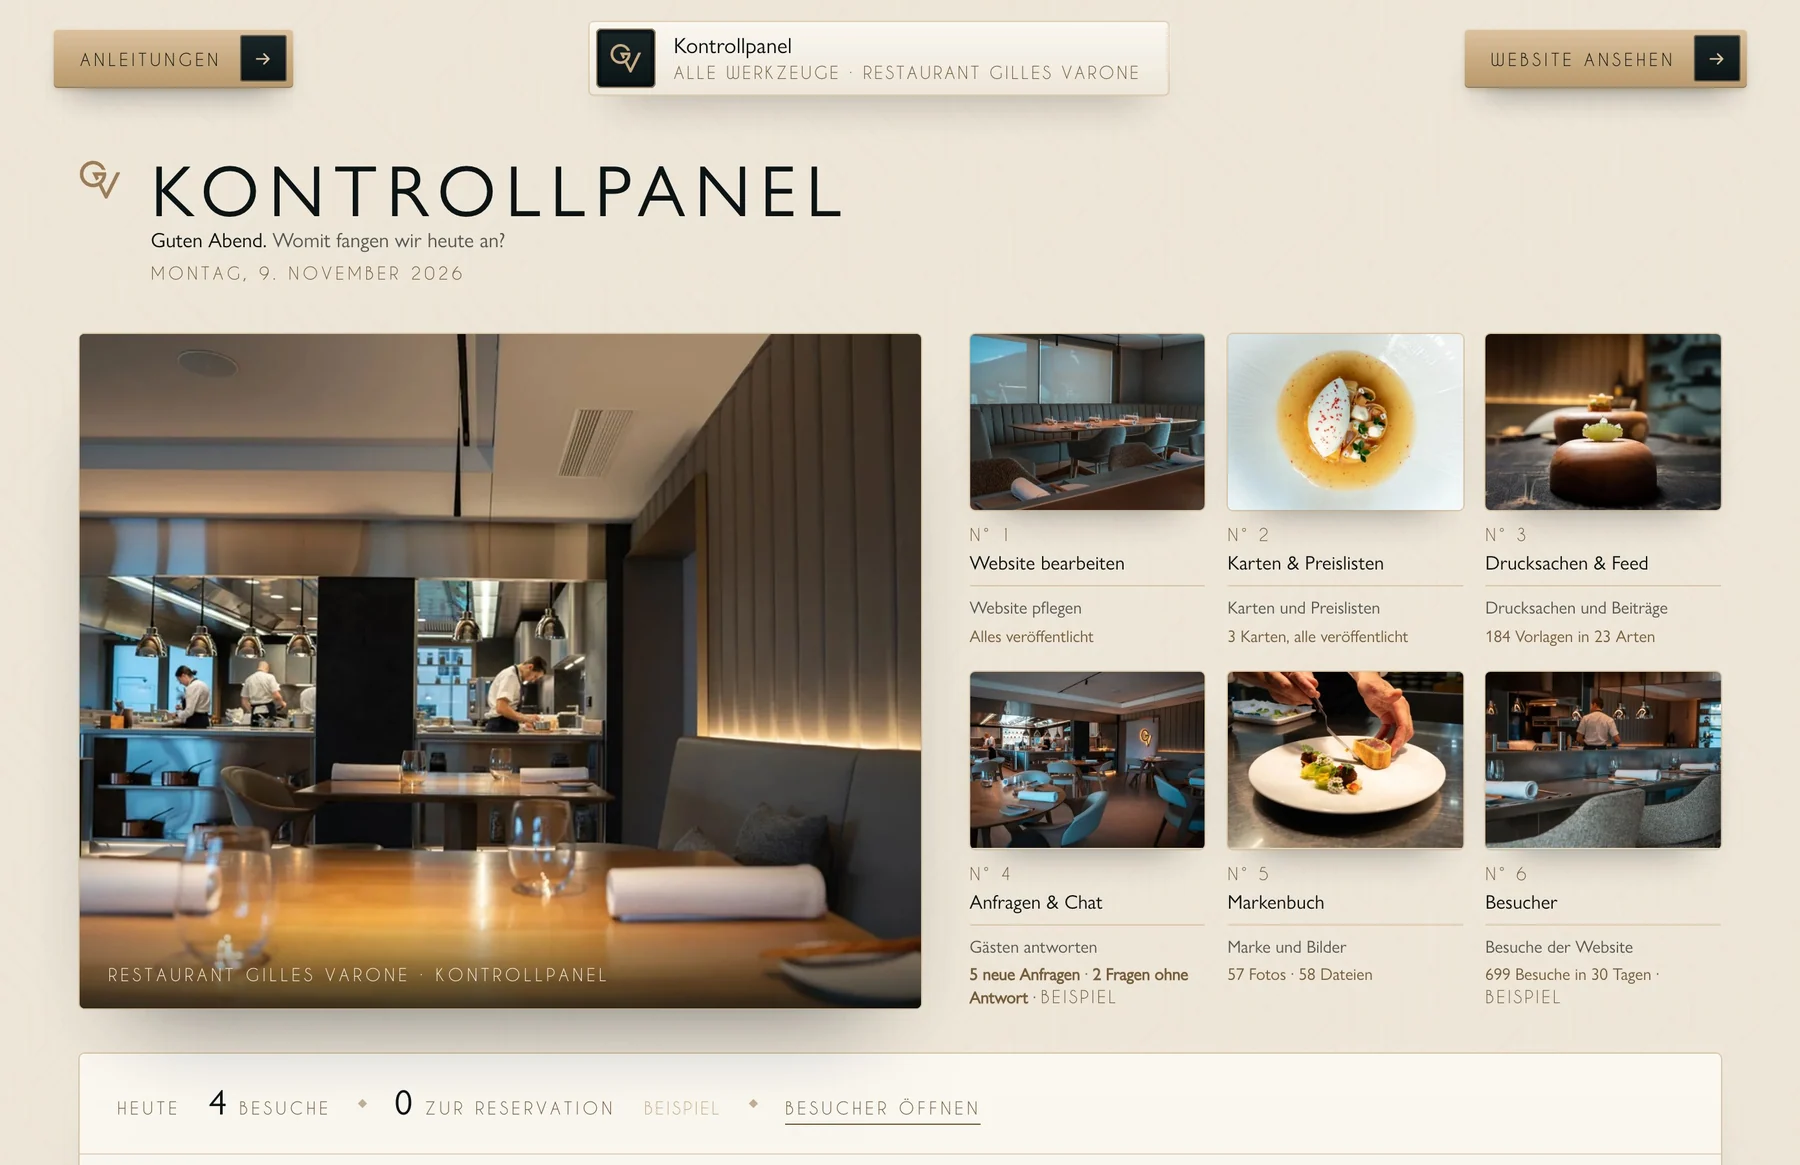 ANLEITUNGEN
GV
Kontrollpanel
ALLE WERKZEUGE · RESTAURANT GILLES VARONE
WEBSITE ANSEHEN
GV
KONTROLLPANEL
Guten Abend. Womit fangen wir heute an?
MONTAG, 9. NOVEMBER 2026
RESTAURANT GILLES VARONE · KONTROLLPANEL
N° 1
Website bearbeiten
Website pflegen
Alles veröffentlicht
N° 2
Karten & Preislisten
Karten und Preislisten
3 Karten, alle veröffentlicht
N° 3
Drucksachen & Feed
Drucksachen und Beiträge
184 Vorlagen in 23 Arten
N° 4
Anfragen & Chat
Gästen antworten
5 neue Anfragen · 2 Fragen ohne
Antwort · BEISPIEL
N° 5
Markenbuch
Marke und Bilder
57 Fotos · 58 Dateien
N° 6
Besucher
Besuche der Website
699 Besuche in 30 Tagen ·
BEISPIEL
HEUTE 4 BESUCHE ◆ 0 ZUR RESERVATION BEISPIEL ◆ BESUCHER ÖFFNEN